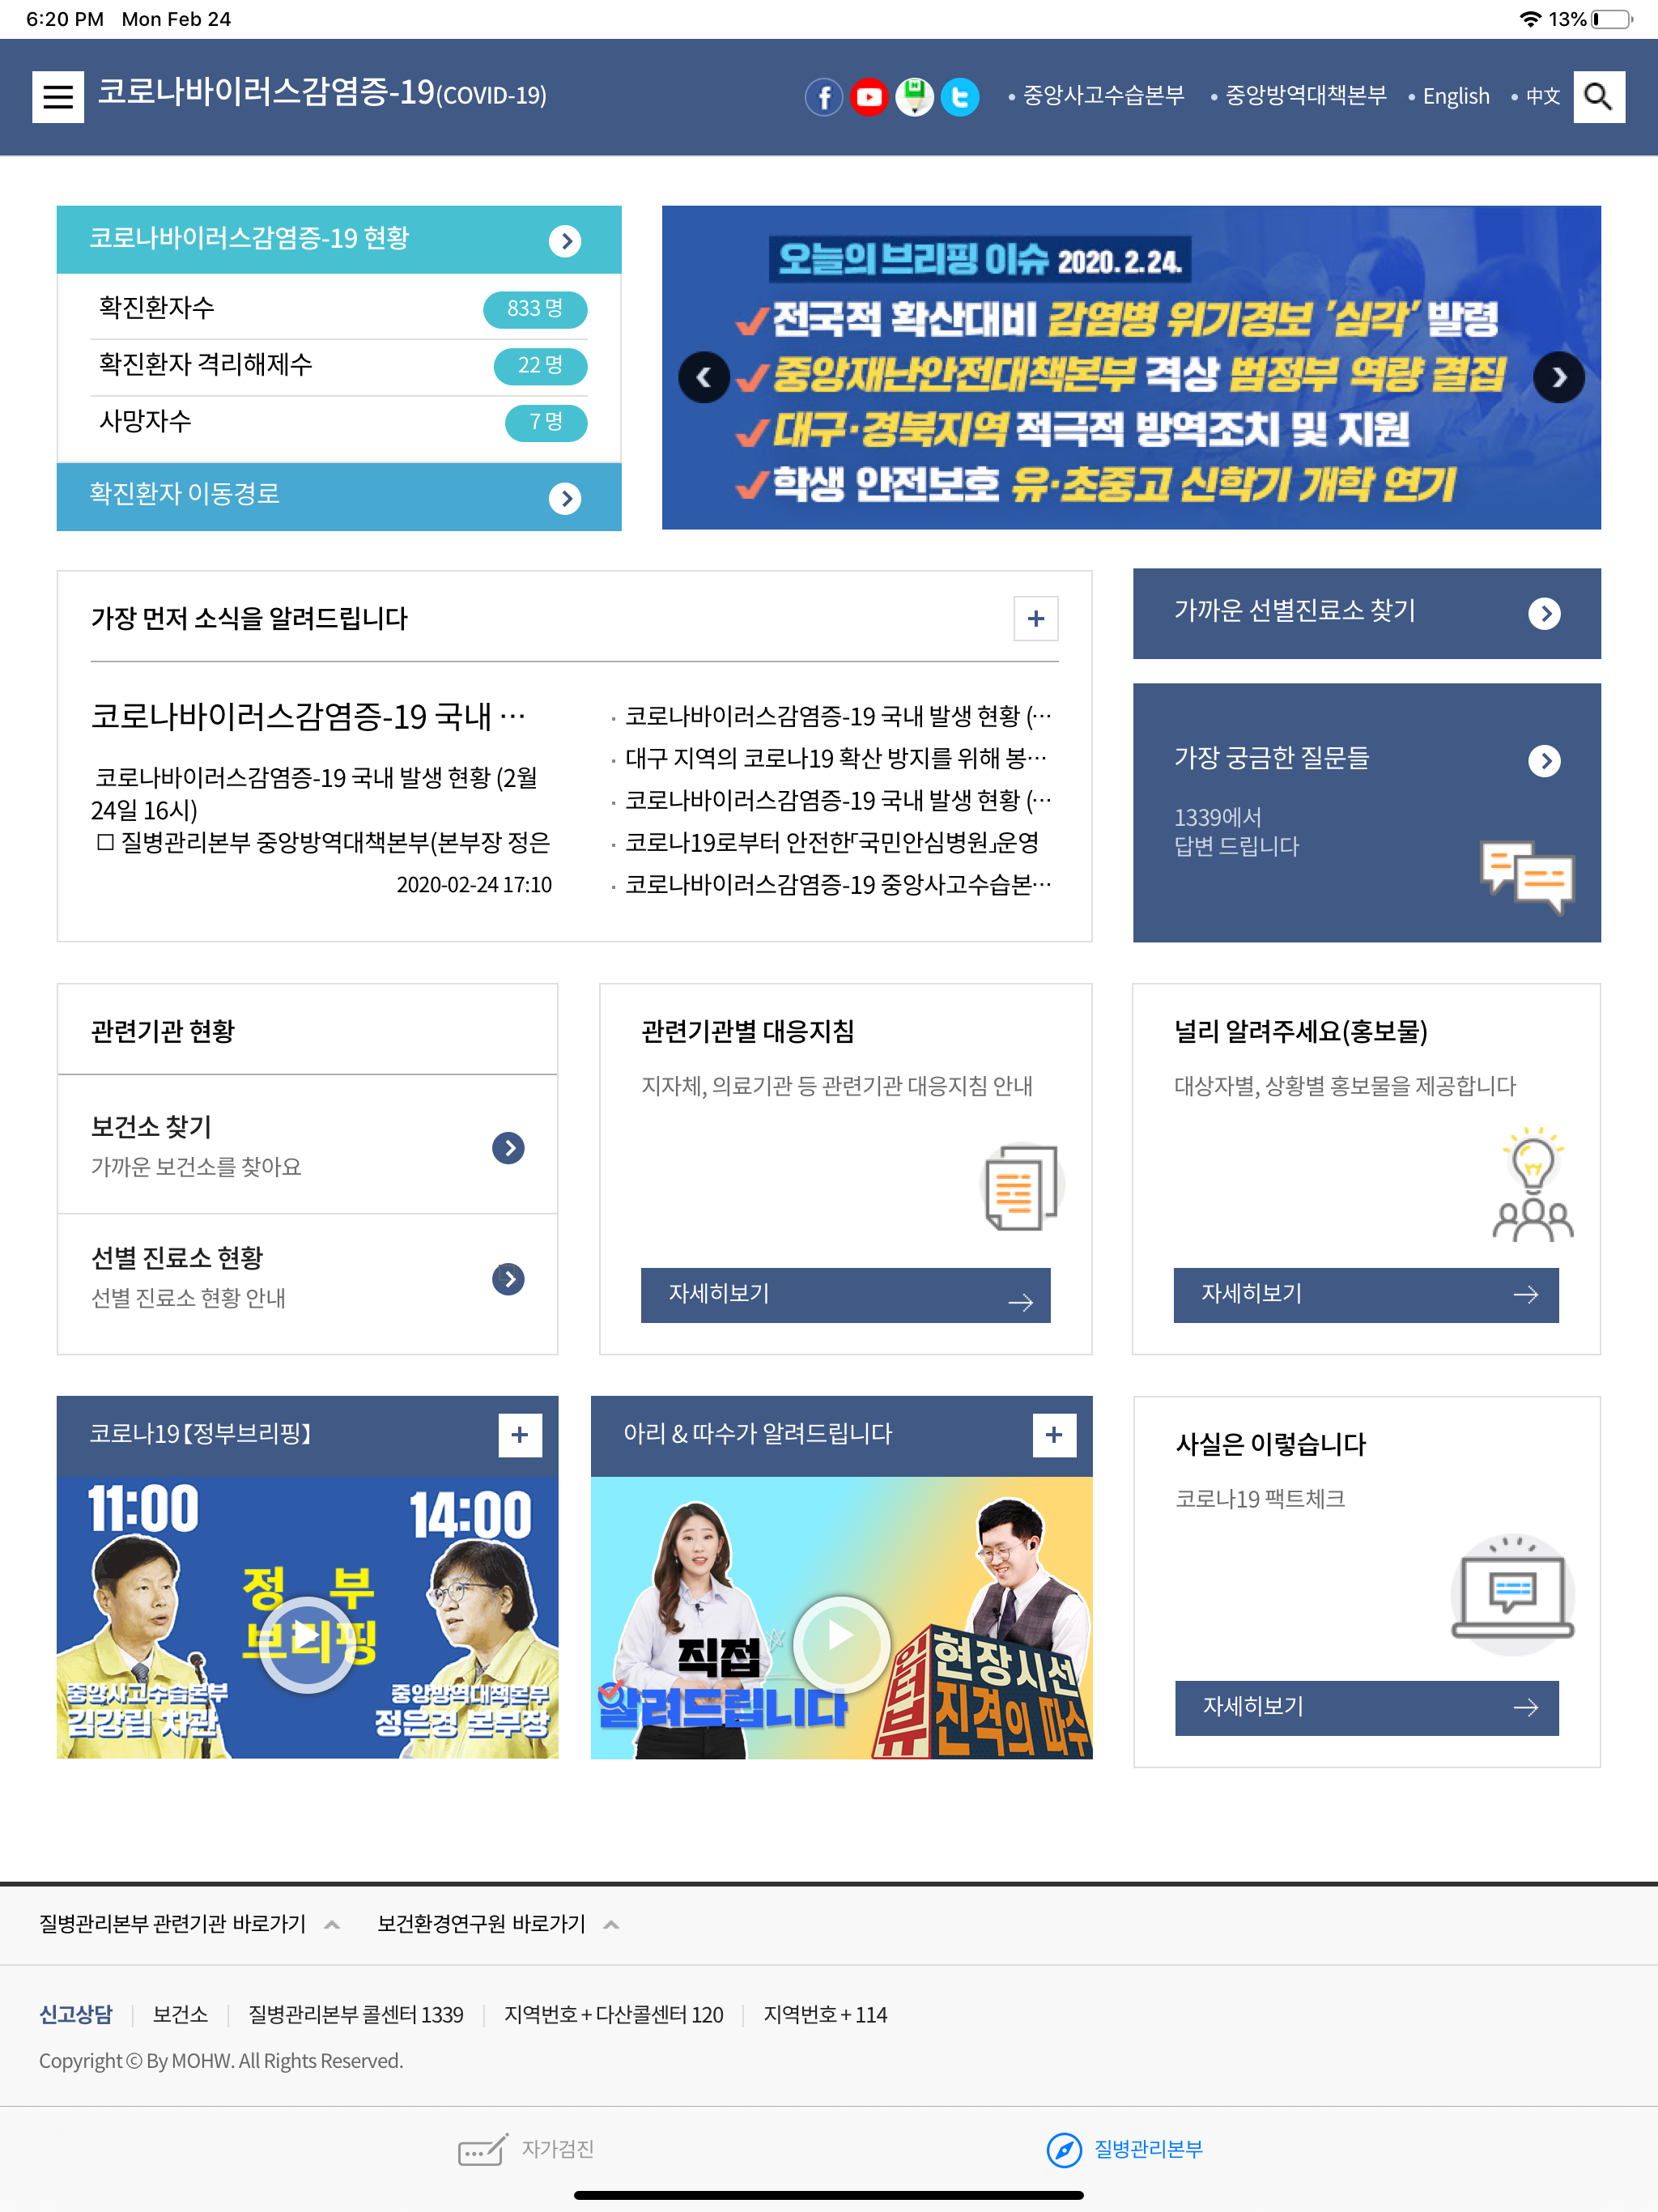 6:20 PM Mon Feb 24
13%
코로나바이러스감염증-19(COVID-19)
• 중앙사고수습본부 • 중앙방역대책본부 • English • 中文
코로나바이러스감염증-19 현황
확진환자수 833 명
확진환자 격리해제수 22 명
사망자수 7 명
확진환자 이동경로
오늘의 브리핑 이슈 2020. 2. 24.
전국적 확산대비 감염병 위기경보 '심각' 발령
중앙재난안전대책본부 격상 범정부 역량 결집
대구·경북지역 적극적 방역조치 및 지원
학생 안전보호 유·초중고 신학기 개학 연기
가장 먼저 소식을 알려드립니다
코로나바이러스감염증-19 국내 …
코로나바이러스감염증-19 국내 발생 현황 (2월
24일 16시)
□ 질병관리본부 중앙방역대책본부(본부장 정은
2020-02-24 17:10
· 코로나바이러스감염증-19 국내 발생 현황 (…
· 대구 지역의 코로나19 확산 방지를 위해 봉…
· 코로나바이러스감염증-19 국내 발생 현황 (…
· 코로나19로부터 안전한「국민안심병원」운영
· 코로나바이러스감염증-19 중앙사고수습본…
가까운 선별진료소 찾기
가장 궁금한 질문들
1339에서
답변 드립니다
관련기관 현황
보건소 찾기
가까운 보건소를 찾아요
선별 진료소 현황
선별 진료소 현황 안내
관련기관별 대응지침
지자체, 의료기관 등 관련기관 대응지침 안내
자세히보기
널리 알려주세요(홍보물)
대상자별, 상황별 홍보물을 제공합니다
자세히보기
코로나19【정부브리핑】
11:00
14:00
정 부
브리핑
중앙사고수습본부
김강립 차관
중앙방역대책본부
정은경 본부장
아리 & 따수가 알려드립니다
직접
알려드립니다
인터뷰
현장시선
진격의 따수
사실은 이렇습니다
코로나19 팩트체크
자세히보기
질병관리본부 관련기관 바로가기 보건환경연구원 바로가기
신고상담 보건소 질병관리본부 콜센터 1339 지역번호 + 다산콜센터 120 지역번호 + 114
Copyright © By MOHW. All Rights Reserved.
자가검진 질병관리본부